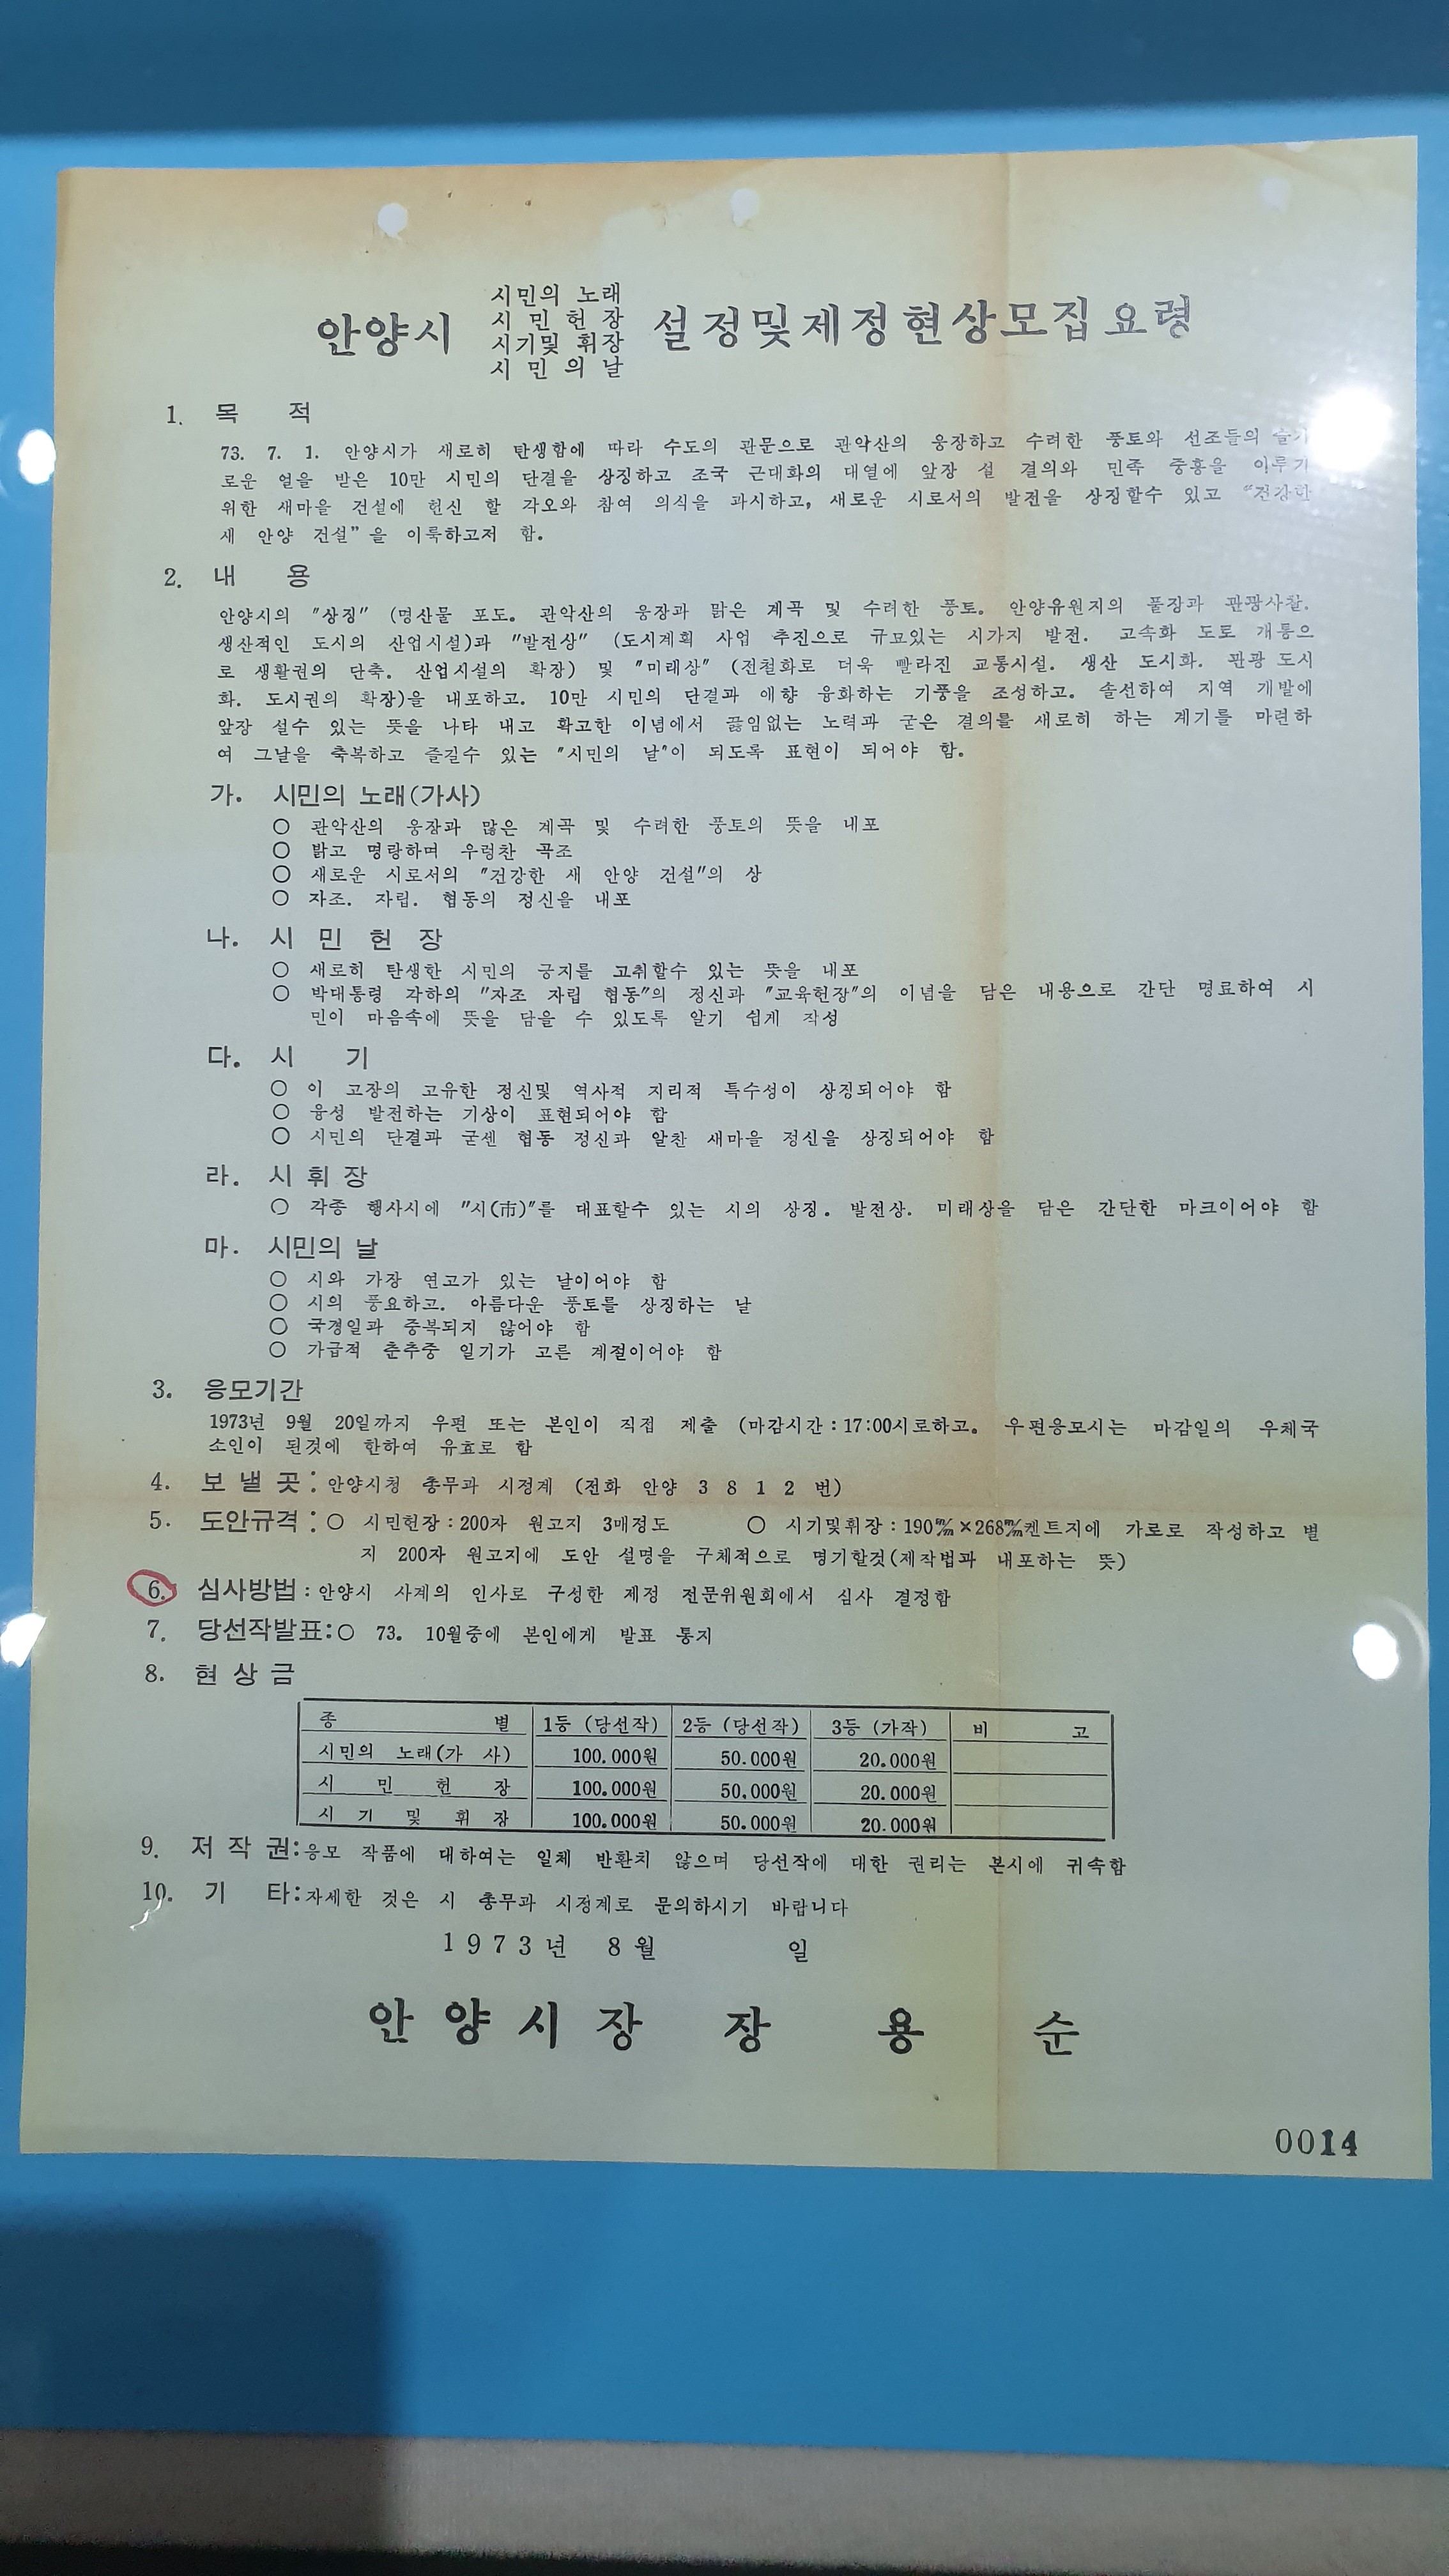 시민의 노래
시 민 헌 장
안양시 설정및제정현상모집요령
시기및 휘장
시 민 의 날
1. 목 적
73. 7. 1. 안양시가 새로히 탄생함에 따라 수도의 관문으로 관악산의 웅장하고 수려한 풍토와 선조들의 슬기
로운 얼을 받은 10만 시민의 단결을 상징하고 조국 근대화의 대열에 앞장 설 결의와 민족 중흥을 이루기
위한 새마을 건설에 헌신 할 각오와 참여 의식을 과시하고, 새로운 시로서의 발전을 상징할수 있고 "건강한
새 안양 건설"을 이룩하고저 함.
2. 내 용
안양시의 "상징" (명산물 포도. 관악산의 웅장과 맑은 계곡 및 수려한 풍토. 안양유원지의 풀장과 관광사찰.
생산적인 도시의 산업시설)과 "발전상" (도시계획 사업 추진으로 규모있는 시가지 발전. 고속화 도로 개통으
로 생활권의 단축. 산업시설의 확장) 및 "미래상" (전철화로 더욱 빨라진 교통시설. 생산 도시화. 관광 도시
화. 도시권의 확장)을 내포하고. 10만 시민의 단결과 애향 융화하는 기풍을 조성하고. 솔선하여 지역 개발에
앞장 설수 있는 뜻을 나타 내고 확고한 이념에서 끓임없는 노력과 굳은 결의를 새로히 하는 계기를 마련하
여 그날을 축복하고 즐길수 있는 "시민의 날"이 되도록 표현이 되어야 함.
가. 시민의 노래(가사)
○ 관악산의 웅장과 많은 계곡 및 수려한 풍토의 뜻을 내포
○ 밝고 명랑하며 우렁찬 곡조
○ 새로운 시로서의 "건강한 새 안양 건설"의 상
○ 자조. 자립. 협동의 정신을 내포
나. 시 민 헌 장
○ 새로히 탄생한 시민의 긍지를 고취할수 있는 뜻을 내포
○ 박대통령 각하의 "자조 자립 협동"의 정신과 "교육헌장"의 이념을 담은 내용으로 간단 명료하여 시
민이 마음속에 뜻을 담을 수 있도록 알기 쉽게 작성
다. 시 기
○ 이 고장의 고유한 정신및 역사적 지리적 특수성이 상징되어야 함
○ 융성 발전하는 기상이 표현되어야 함
○ 시민의 단결과 굳센 협동 정신과 알찬 새마을 정신을 상징되어야 함
라. 시 휘 장
○ 각종 행사시에 "시(市)"를 대표할수 있는 시의 상징. 발전상. 미래상을 담은 간단한 마크이어야 함
마. 시민의 날
○ 시와 가장 연고가 있는 날이어야 함
○ 시의 풍요하고. 아름다운 풍토를 상징하는 날
○ 국경일과 중복되지 않어야 함
○ 가급적 춘추중 일기가 고른 계절이어야 함
3. 응모기간
1973년 9월 20일까지 우편 또는 본인이 직접 제출 (마감시간 : 17:00시로하고. 우편응모시는 마감일의 우체국
소인이 된것에 한하여 유효로 함
4. 보 낼 곳 : 안양시청 총무과 시정계 (전화 안양 3 8 1 2 번)
5. 도안규격 : ○ 시민헌장 : 200자 원고지 3매정도 ○ 시기및휘장 : 190m/m×268m/m켄트지에 가로로 작성하고 별
지 200자 원고지에 도안 설명을 구체적으로 명기할것(제작법과 내포하는 뜻)
6. 심사방법 : 안양시 사계의 인사로 구성한 제정 전문위원회에서 심사 결정함
7. 당선작발표:○ 73. 10월중에 본인에게 발표 통지
8. 현 상 금
종 별 1등 (당선작) 2등 (당선작) 3등 (가작) 비 고
시민의 노래(가 사) 100.000원 50.000원 20.000원
시 민 헌 장 100.000원 50.000원 20.000원
시 기 및 휘 장 100.000원 50.000원 20.000원
9. 저 작 권:응모 작품에 대하여는 일체 반환치 않으며 당선작에 대한 권리는 본시에 귀속함
10. 기 타:자세한 것은 시 총무과 시정계로 문의하시기 바랍니다
1 9 7 3 년 8 월 일
안 양 시 장 장 용 순
0014